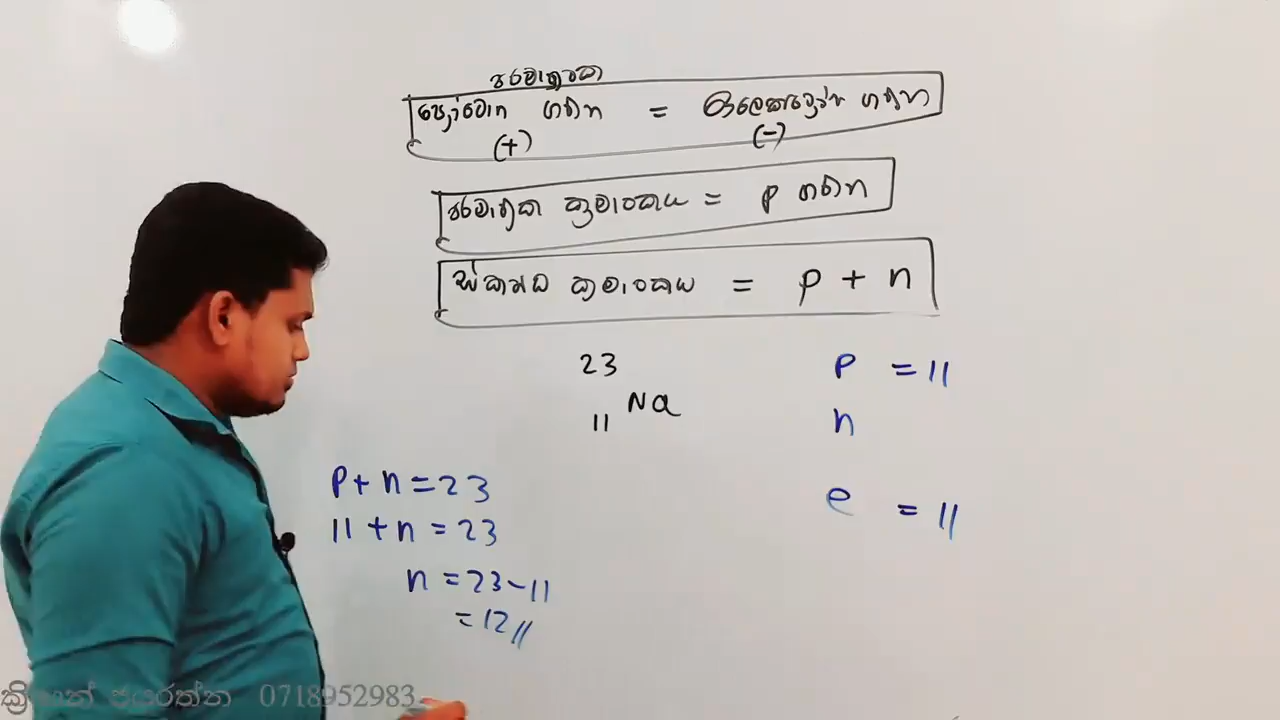 පරමාණුවක
ප්‍රෝටෝන ගණන = ඉලෙක්ට්‍රෝන ගණන
(+) (-)
පරමාණුක ක්‍රමාංකය = p ගණන
ස්කන්ධ ක්‍රමාංකය = p + n
23
11 Na
p = 11
n
e = 11
p + n = 23
11 + n = 23
n = 23 - 11
= 12 //
ක්‍රිශාන් ජයරත්න 0718952983